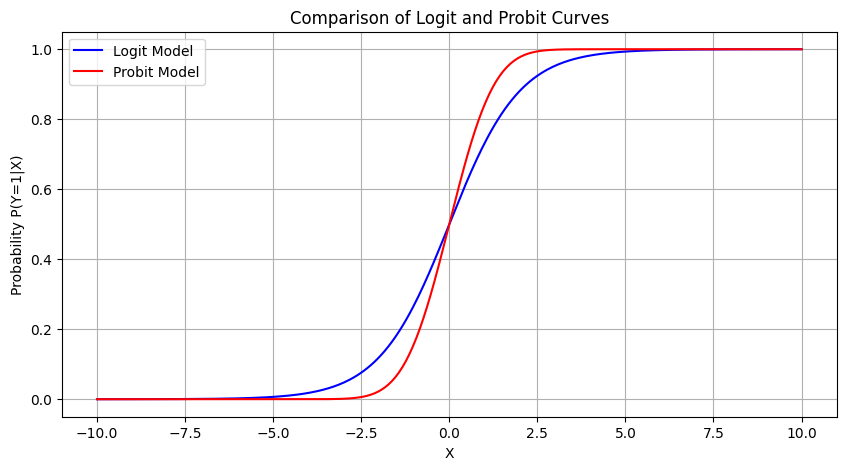 Comparison of Logit and Probit Curves
Logit Model
Probit Model
Probability P(Y=1|X)
1.0
0.8
0.6
0.4
0.2
0.0
−10.0 −7.5 −5.0 −2.5 0.0 2.5 5.0 7.5 10.0
X